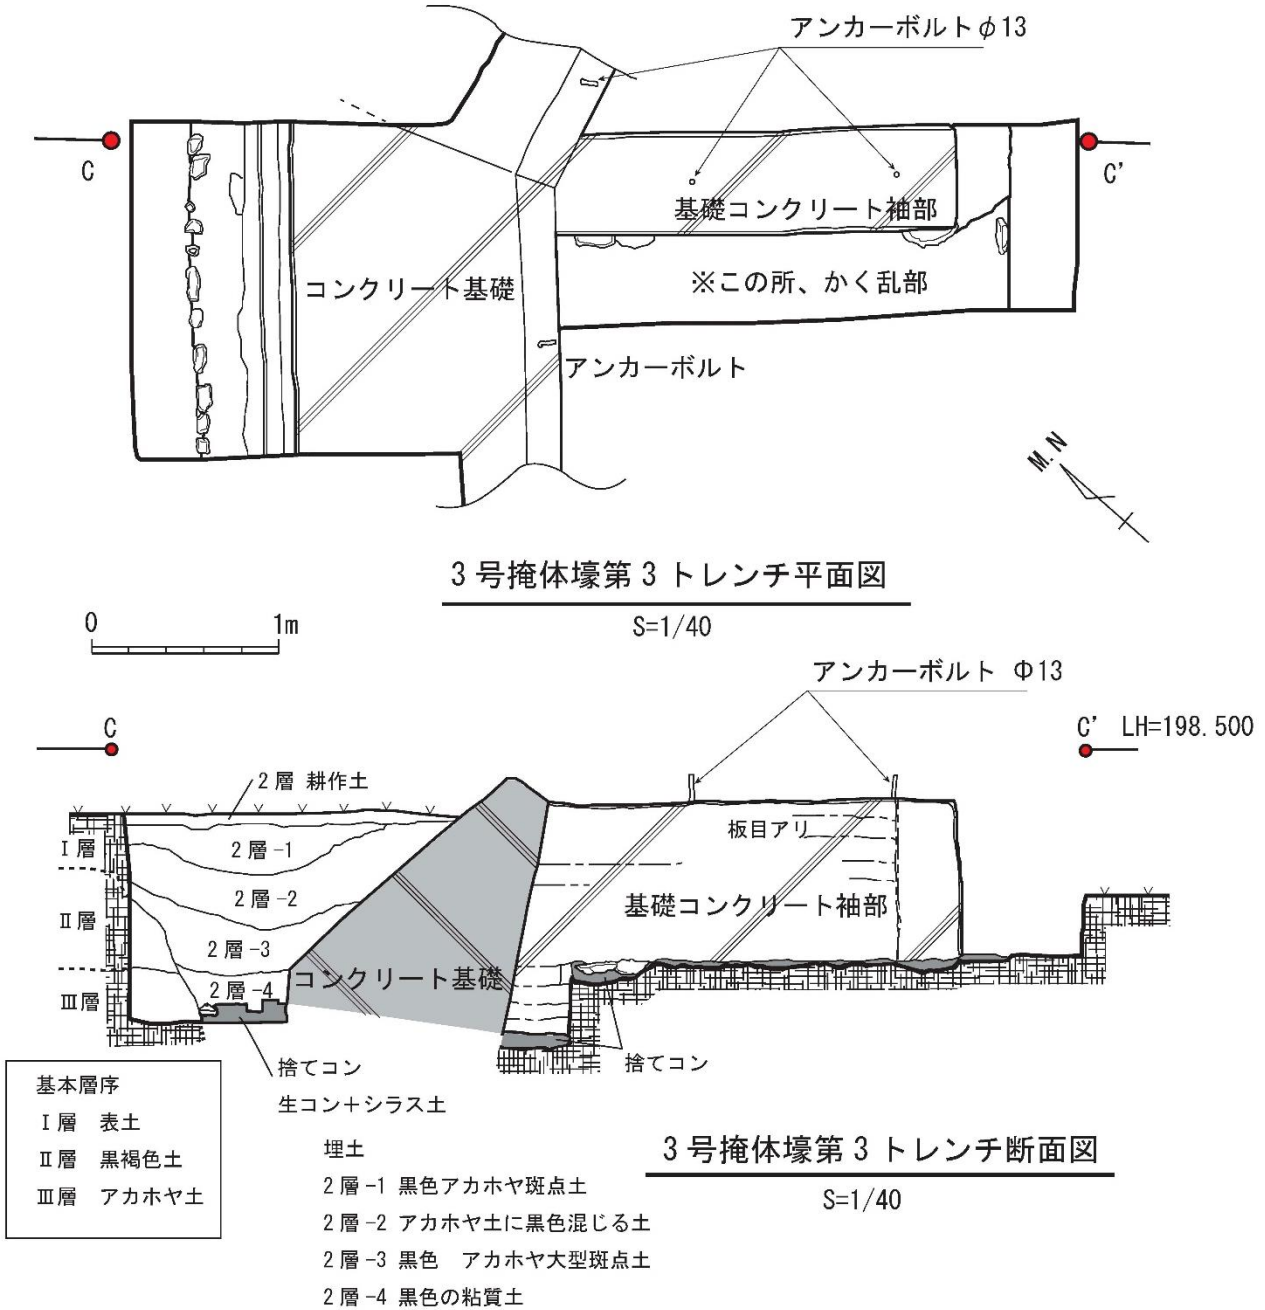 アンカーボルトφ13
C
C'
基礎コンクリート袖部
コンクリート基礎
※この所、かく乱部
アンカーボルト
M.N
3号掩体壕第3トレンチ平面図
S=1/40
0 1m
アンカーボルト Φ13
C
C' LH=198.500
2層 耕作土
Ⅰ層
2層-1
板目アリ
2層-2
Ⅱ層
基礎コンクリート袖部
2層-3
コンクリート基礎
2層-4
Ⅲ層
捨てコン
捨てコン
生コン+シラス土
基本層序
Ⅰ層 表土
Ⅱ層 黒褐色土
Ⅲ層 アカホヤ土
埋土
2層-1 黒色アカホヤ斑点土
2層-2 アカホヤ土に黒色混じる土
2層-3 黒色 アカホヤ大型斑点土
2層-4 黒色の粘質土
3号掩体壕第3トレンチ断面図
S=1/40